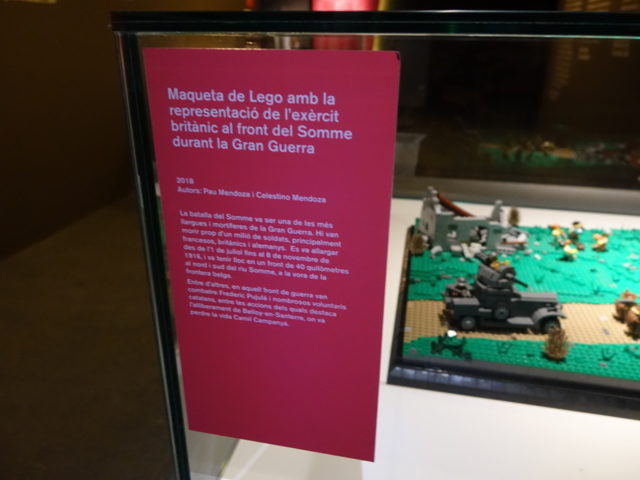 Maqueta de Lego amb la
representació de l'exèrcit
britànic al front del Somme
durant la Gran Guerra
2018
Autors: Pau Mendoza i Celestino Mendoza
La batalla del Somme va ser una de les més
llargues i mortíferes de la Gran Guerra. Hi van
morir prop d'un milió de soldats, principalment
francesos, britànics i alemanys. Es va allargar
des de l'1 de juliol fins al 8 de novembre de
1916, i va tenir lloc en un front de 40 quilòmetres
al nord i sud del riu Somme, a la vora de la
frontera belga.
Entre d'altres, en aquell front de guerra van
combatre Frederic Pujulà i nombrosos voluntaris
catalans, entre les accions dels quals destaca
l'alliberament de Belloy-en-Santerre, on va
perdre la vida Camil Campanyà.